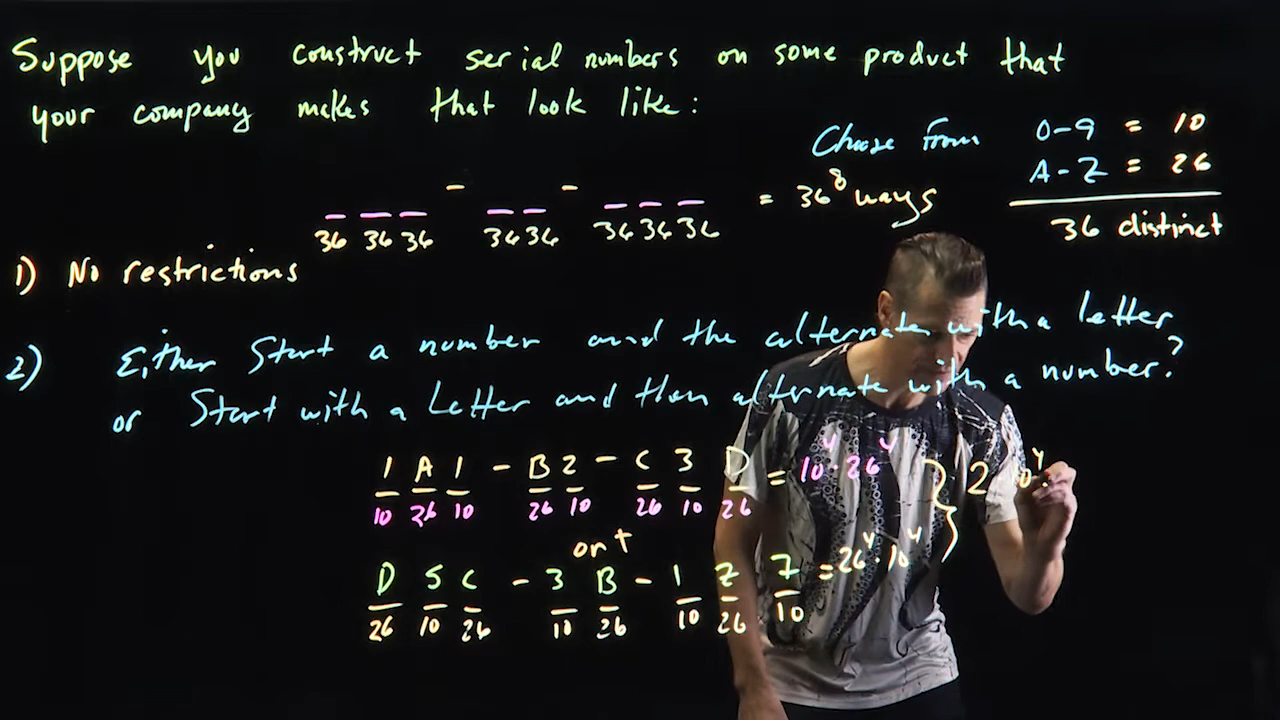 Suppose you construct serial numbers on some product that
your company makes that look like:
Choose from 0-9 = 10
A-Z = 26
36 distinct
_ _ _ - _ _ - _ _ _ = 36^8 ways
36 36 36 36 36 36 36 36
1) No restrictions
2) Either Start a number and the alternate with a letter
or Start with a Letter and then alternate with a number?
1 A 1 - B 2 - C 3 D = 10^4 · 26^4 } 2 · 10^4 ·
10 26 10 26 10 26 10 26
or +
D 5 C - 3 B - 1 Z 7 = 26^4 · 10^4
26 10 26 10 26 10 26 10